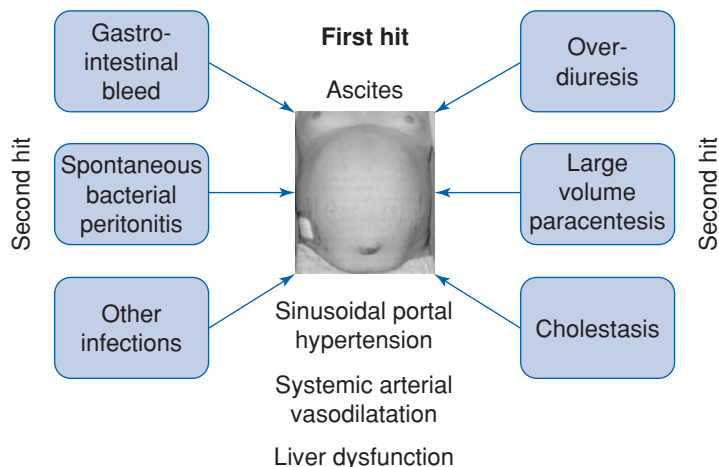 Gastro-
intestinal
bleed
First hit
Over-
diuresis
Ascites
Second hit
Spontaneous
bacterial
peritonitis
Large
volume
paracentesis
Second hit
Other
infections
Sinusoidal portal
hypertension
Cholestasis
Systemic arterial
vasodilatation
Liver dysfunction